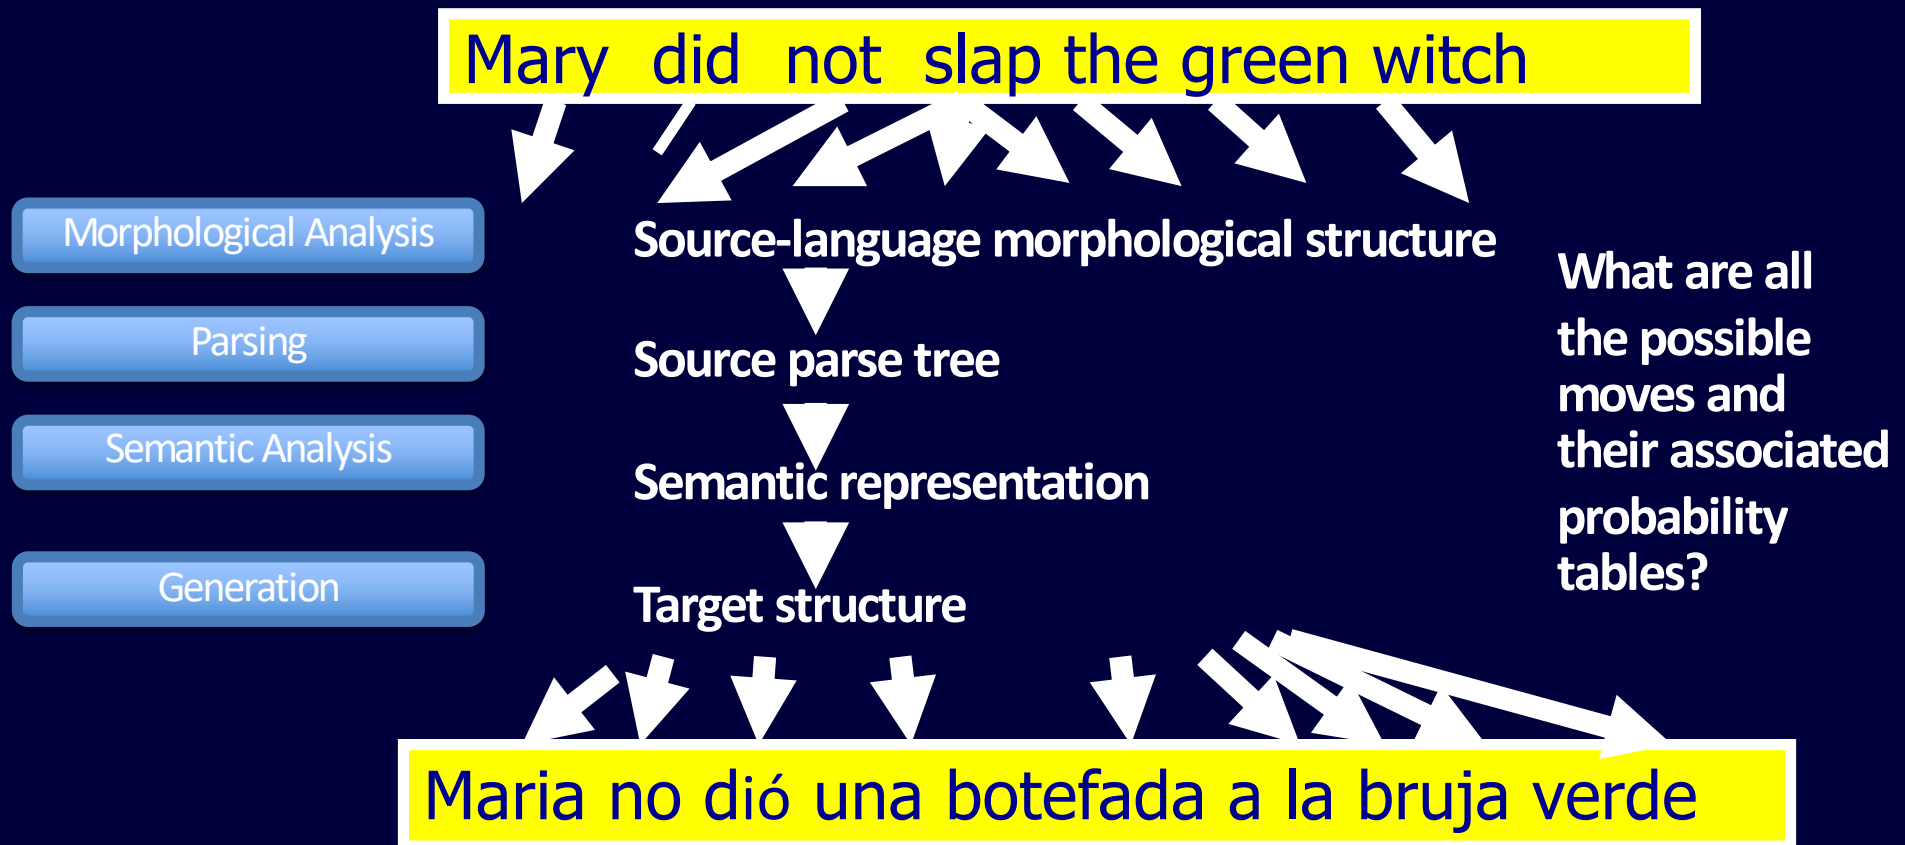 Mary did not slap the green witch
Morphological Analysis
Parsing
Semantic Analysis
Generation
Source-language morphological structure
Source parse tree
Semantic representation
Target structure
What are all
the possible
moves and
their associated
probability
tables?
Maria no dió una botefada a la bruja verde